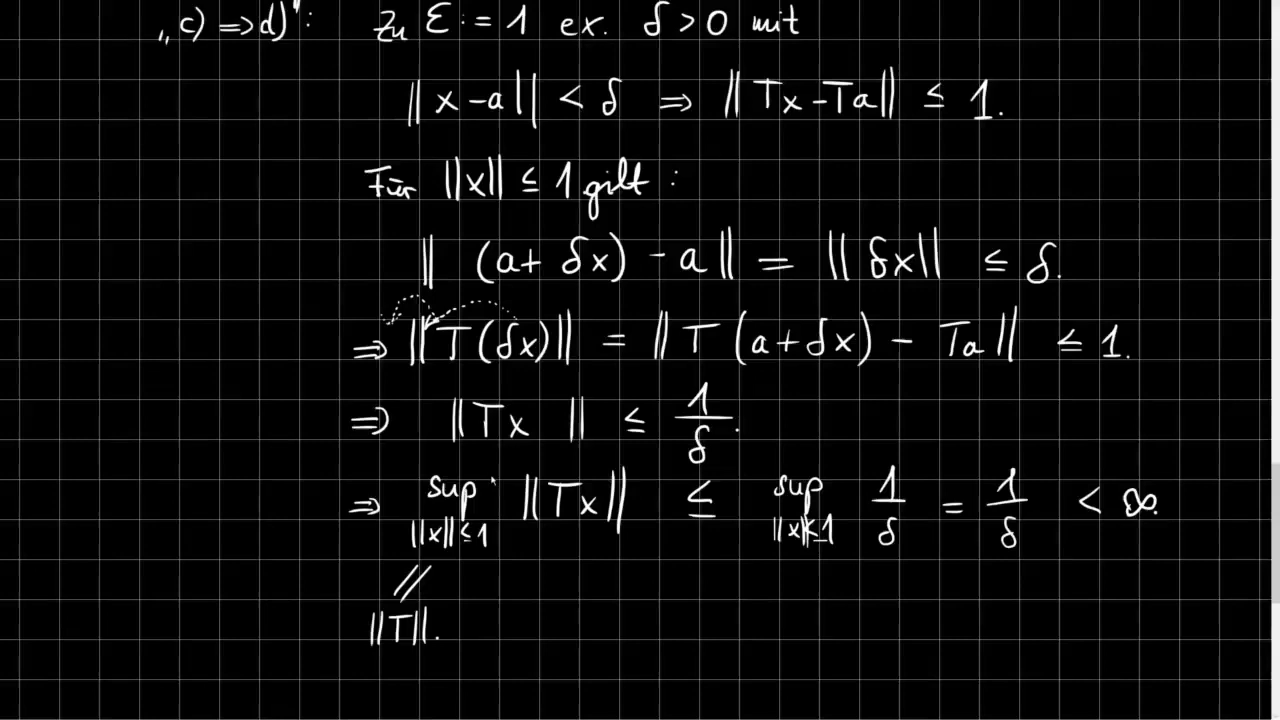 „c) ⇒ d)": Zu ε := 1 ex. δ > 0 mit
‖x - a‖ < δ ⇒ ‖Tx - Ta‖ ≤ 1.
Für ‖x‖ ≤ 1 gilt:
‖ (a + δx) - a‖ = ‖δx‖ ≤ δ.
⇒ ‖T(δx)‖ = ‖T(a + δx) - Ta‖ ≤ 1.
⇒ ‖Tx‖ ≤ 1/δ.
⇒ sup ‖x‖≤1 ‖Tx‖ ≤ sup ‖x‖≤1 1/δ = 1/δ < ∞.
//
‖T‖.